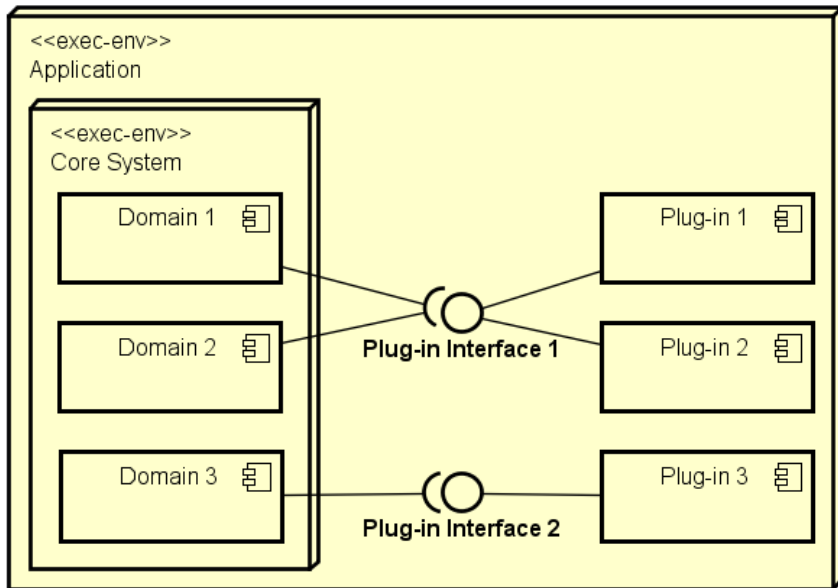 <<exec-env>>
Application
<<exec-env>>
Core System
Domain 1
Plug-in 1
Domain 2
Plug-in Interface 1
Plug-in 2
Domain 3
Plug-in 3
Plug-in Interface 2